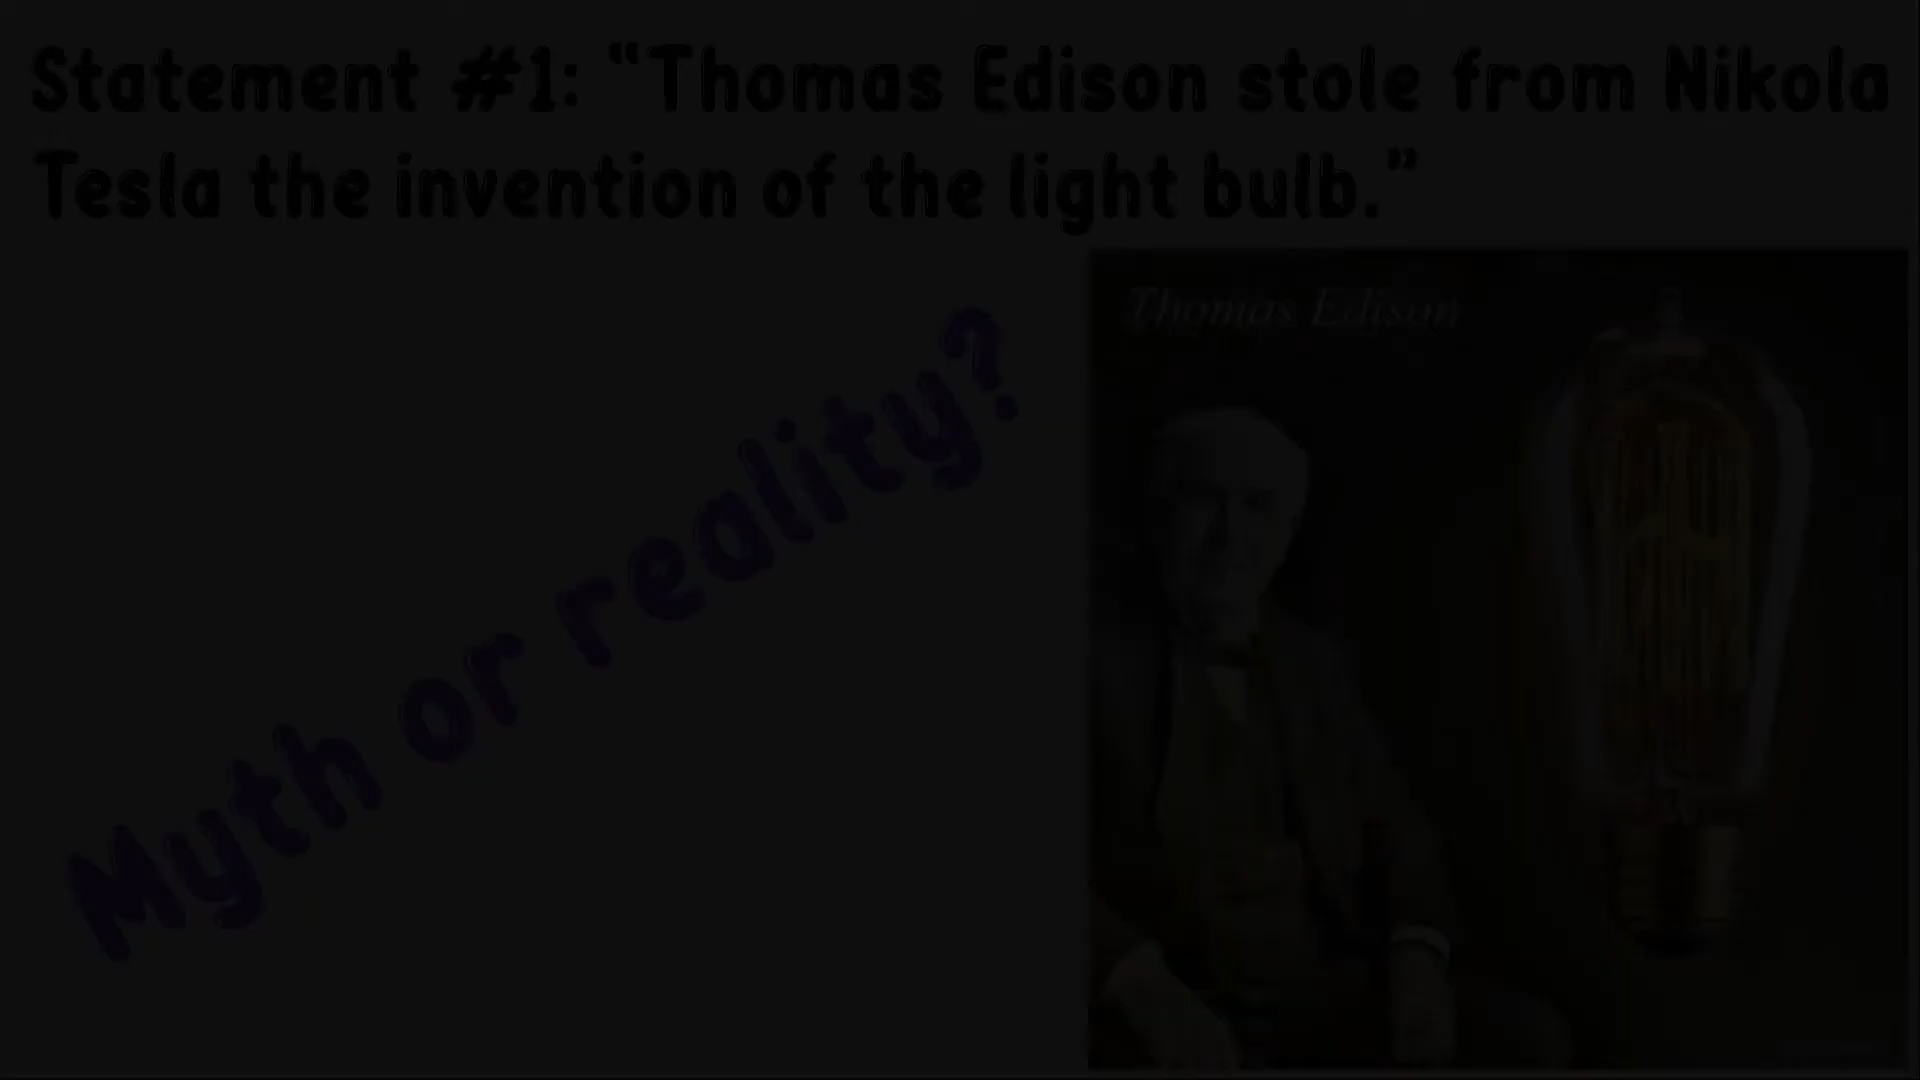 Statement #1: “Thomas Edison stole from Nikola
Tesla the invention of the light bulb.”
Thomas Edison
Myth or reality?